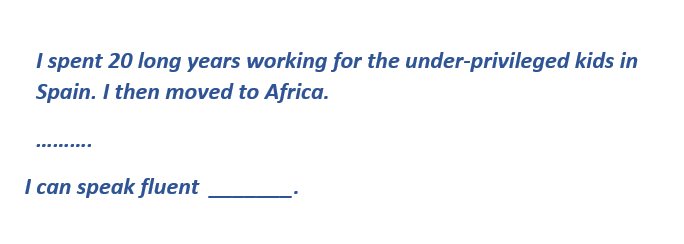 I spent 20 long years working for the under-privileged kids in
Spain. I then moved to Africa.
..........
I can speak fluent ________.